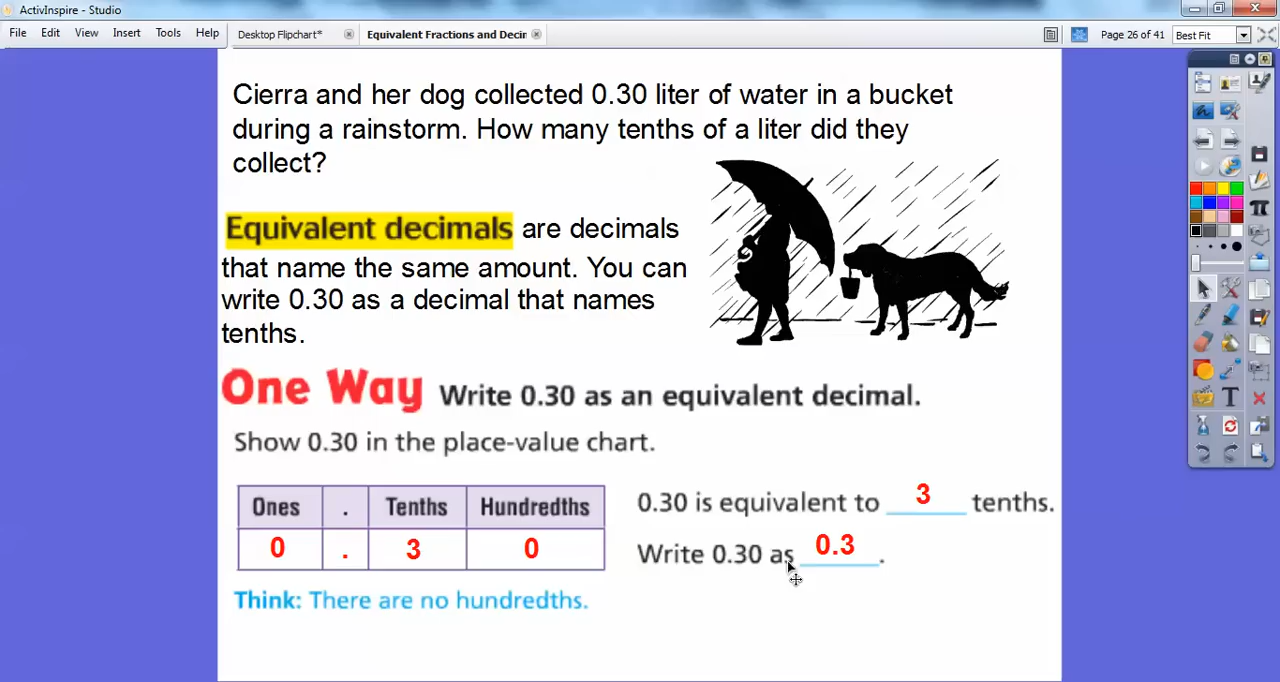 ActivInspire - Studio
File Edit View Insert Tools Help
Desktop Flipchart* Equivalent Fractions and Decir
Page 26 of 41 Best Fit
Cierra and her dog collected 0.30 liter of water in a bucket
during a rainstorm. How many tenths of a liter did they
collect?
Equivalent decimals are decimals
that name the same amount. You can
write 0.30 as a decimal that names
tenths.
One Way Write 0.30 as an equivalent decimal.
Show 0.30 in the place-value chart.
Ones . Tenths Hundredths
0 . 3 0
0.30 is equivalent to 3 tenths.
Write 0.30 as 0.3.
Think: There are no hundredths.